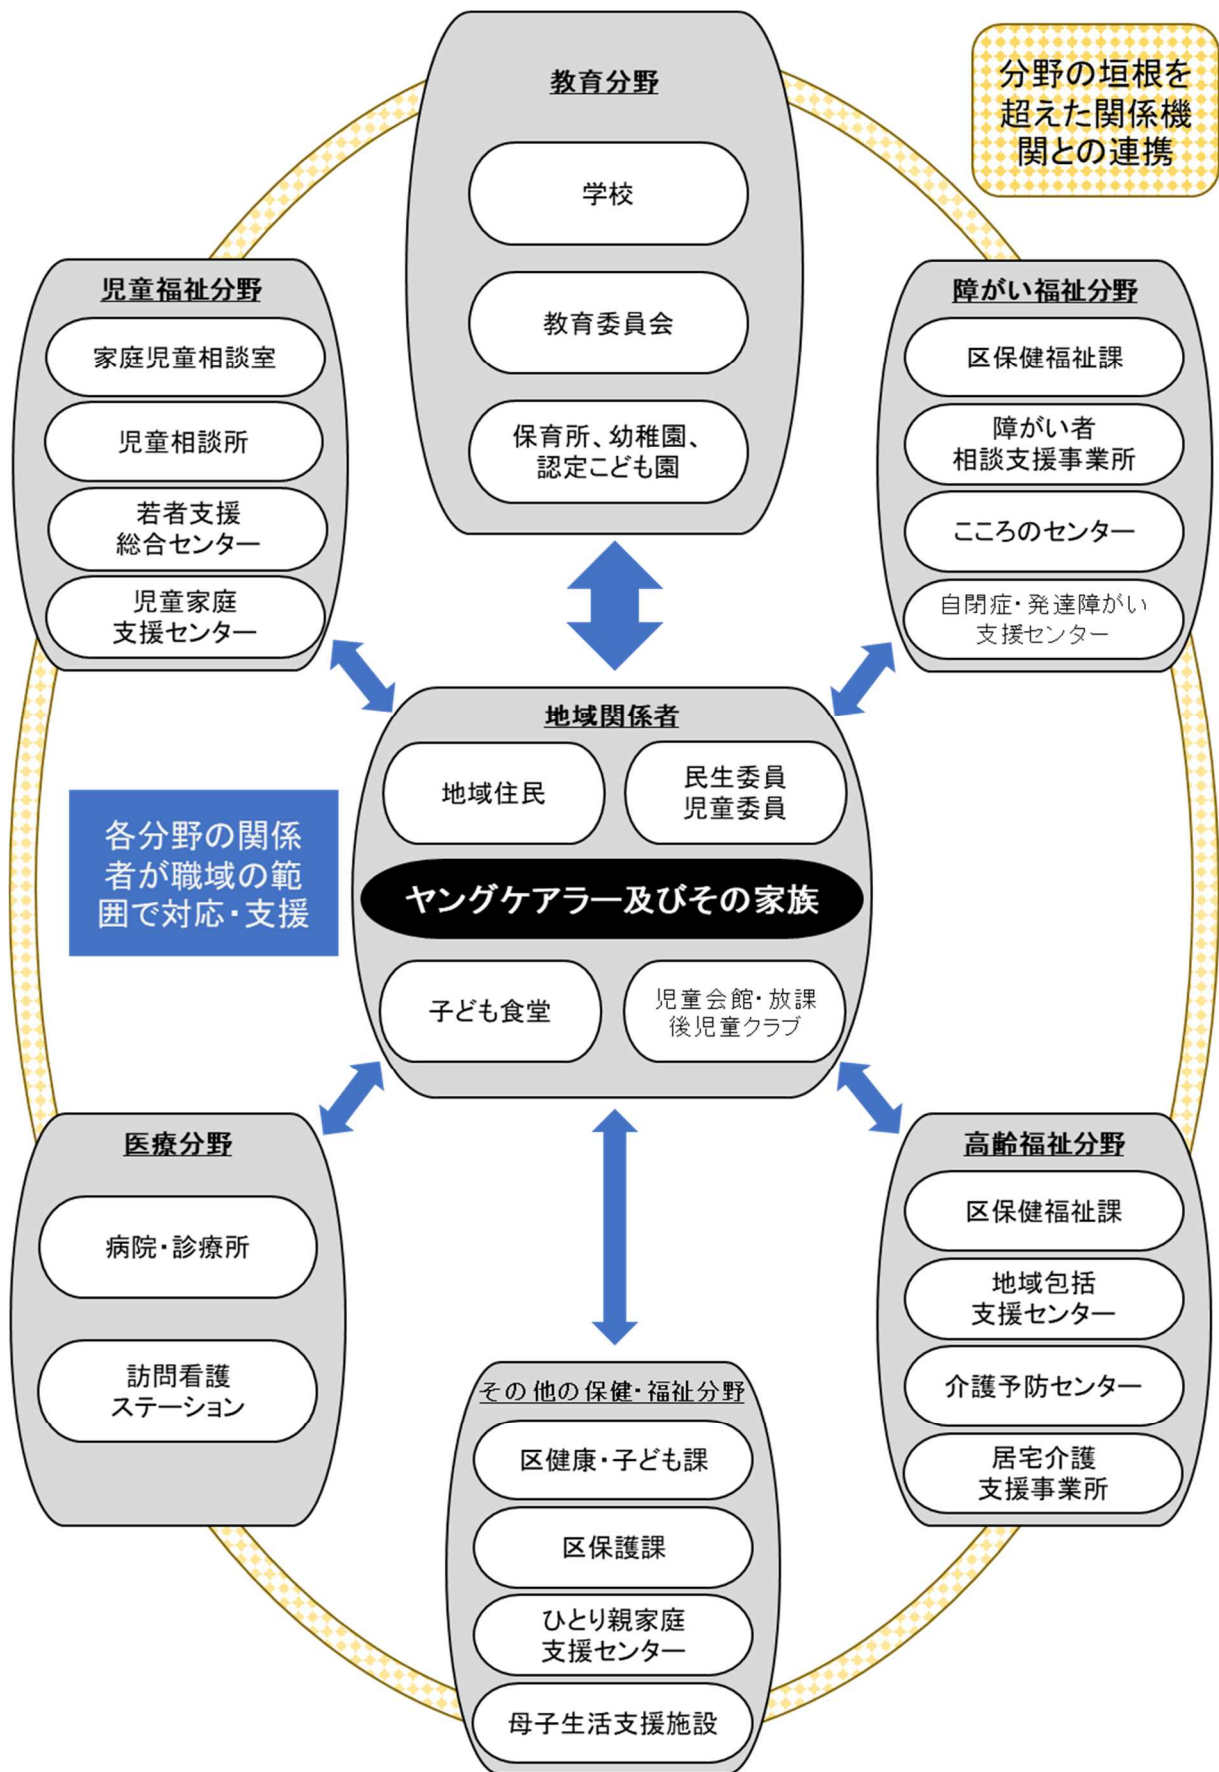 教育分野
学校
教育委員会
保育所、幼稚園、
認定こども園
分野の垣根を
超えた関係機
関との連携
児童福祉分野
家庭児童相談室
児童相談所
若者支援
総合センター
児童家庭
支援センター
障がい福祉分野
区保健福祉課
障がい者
相談支援事業所
こころのセンター
自閉症・発達障がい
支援センター
地域関係者
地域住民
民生委員
児童委員
ヤングケアラー及びその家族
子ども食堂
児童会館・放課
後児童クラブ
各分野の関係
者が職域の範
囲で対応・支援
医療分野
病院・診療所
訪問看護
ステーション
その他の保健・福祉分野
区健康・子ども課
区保護課
ひとり親家庭
支援センター
母子生活支援施設
高齢福祉分野
区保健福祉課
地域包括
支援センター
介護予防センター
居宅介護
支援事業所